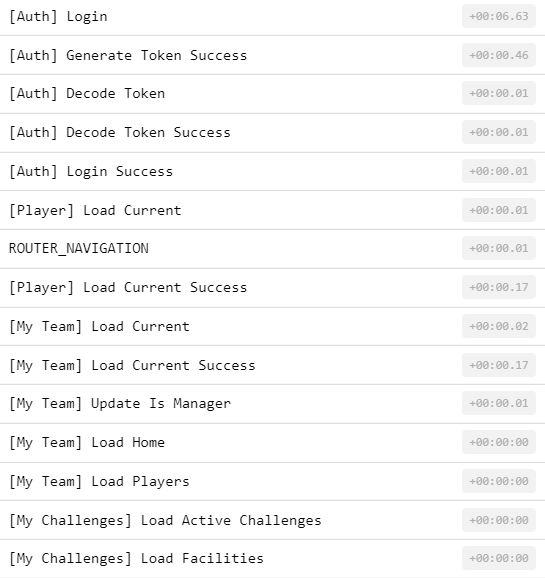 [Auth] Login +00:06.63
[Auth] Generate Token Success +00:00.46
[Auth] Decode Token +00:00.01
[Auth] Decode Token Success +00:00.01
[Auth] Login Success +00:00.01
[Player] Load Current +00:00.01
ROUTER_NAVIGATION +00:00.01
[Player] Load Current Success +00:00.17
[My Team] Load Current +00:00.02
[My Team] Load Current Success +00:00.17
[My Team] Update Is Manager +00:00.01
[My Team] Load Home +00:00:00
[My Team] Load Players +00:00:00
[My Challenges] Load Active Challenges +00:00:00
[My Challenges] Load Facilities +00:00:00